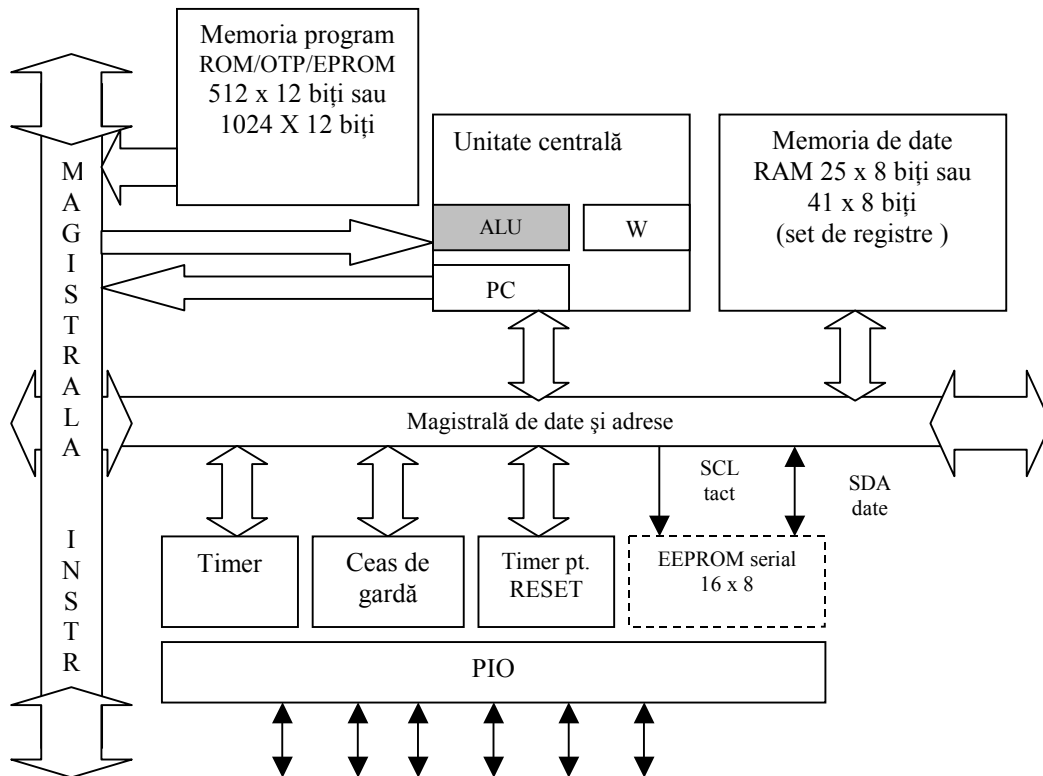 Memoria program
ROM/OTP/EPROM
512 x 12 biți sau
1024 X 12 biți
Unitate centrală
ALU
W
PC
Memoria de date
RAM 25 x 8 biți sau
41 x 8 biți
(set de registre )
MAGISTRALA INSTR
Magistrală de date şi adrese
SCL
tact
SDA
date
Timer
Ceas de
gardă
Timer pt.
RESET
EEPROM serial
16 x 8
PIO